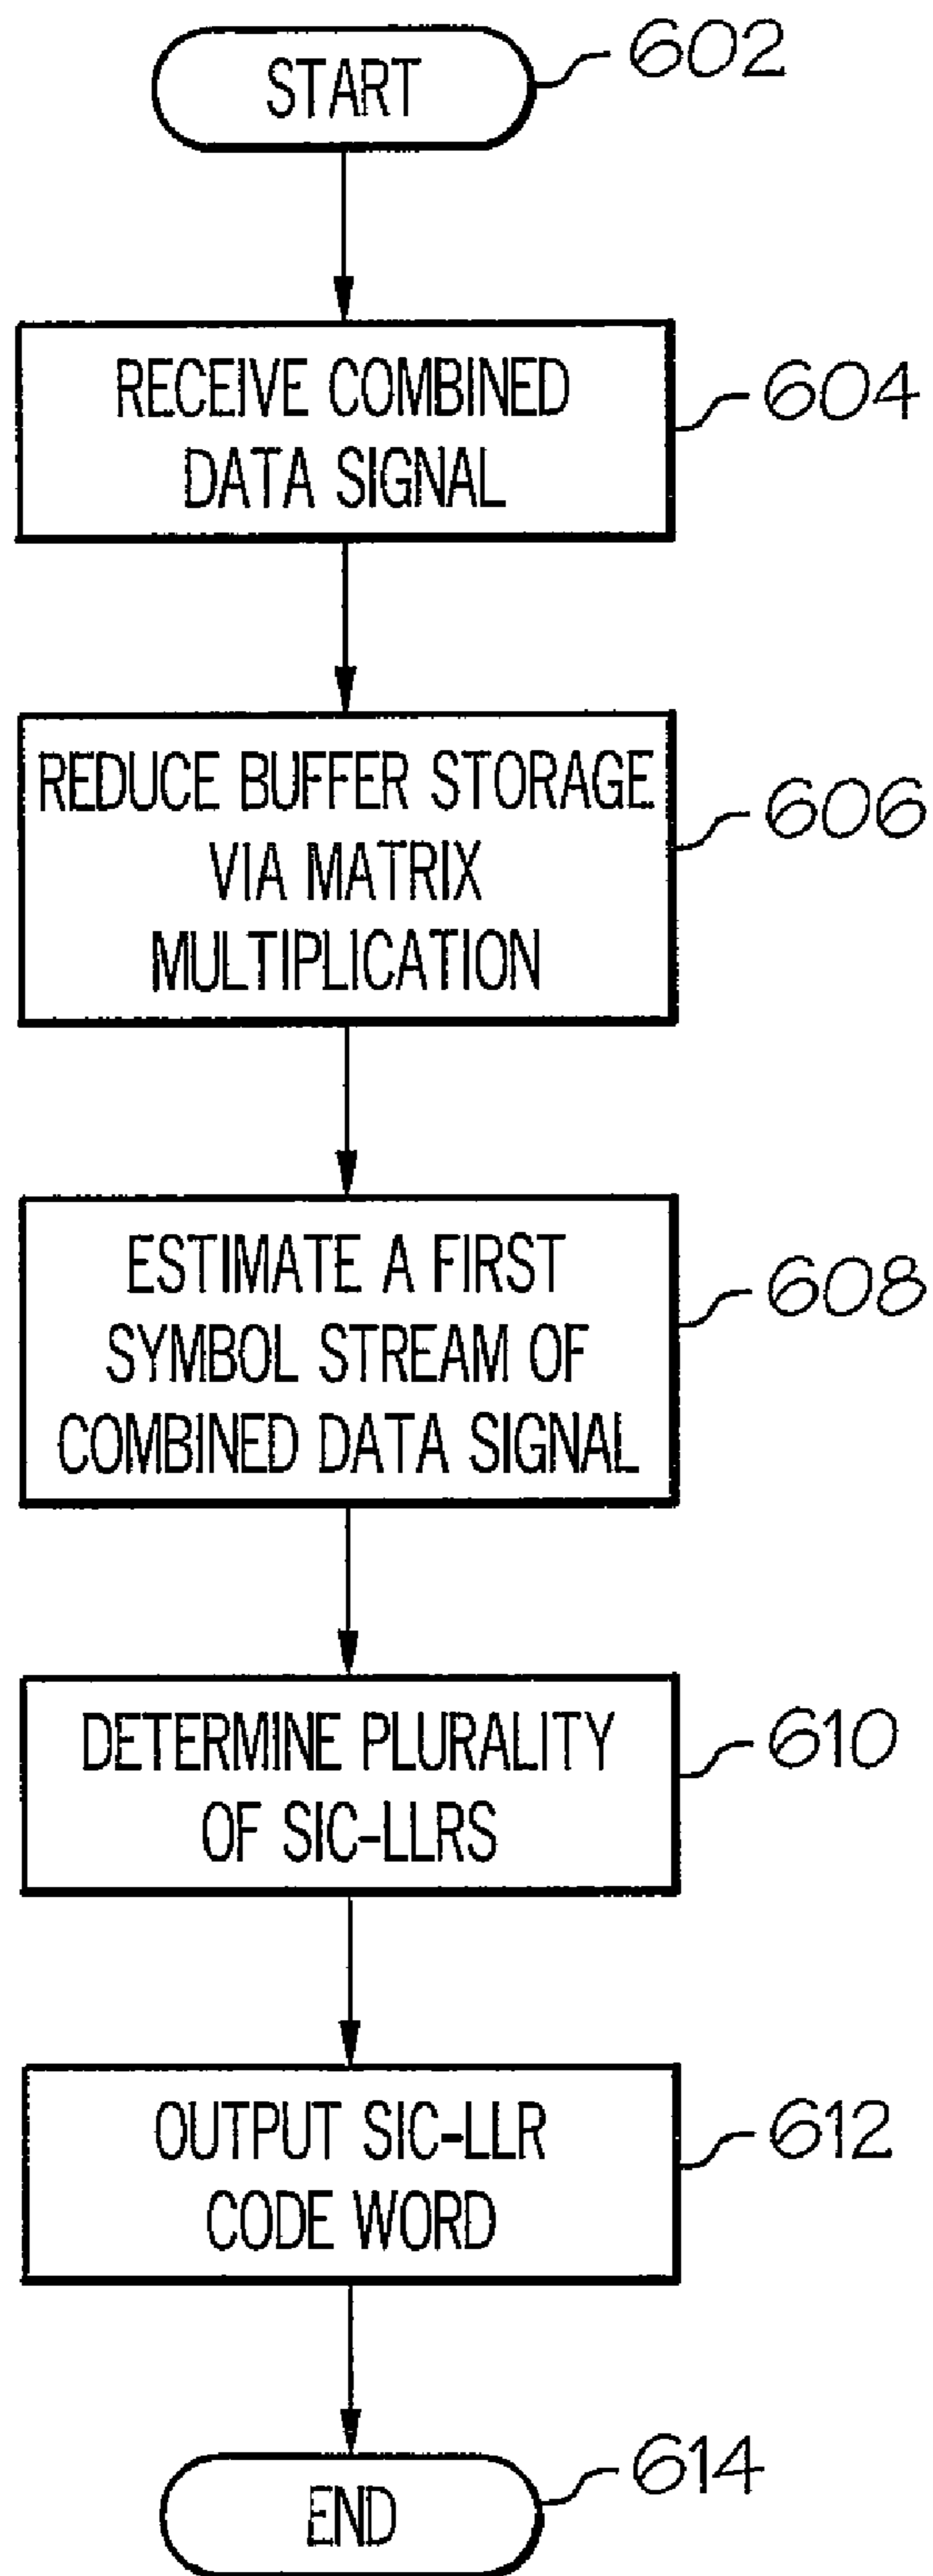 START
602
RECEIVE COMBINED
DATA SIGNAL
604
REDUCE BUFFER STORAGE
VIA MATRIX
MULTIPLICATION
606
ESTIMATE A FIRST
SYMBOL STREAM OF
COMBINED DATA SIGNAL
608
DETERMINE PLURALITY
OF SIC-LLRS
610
OUTPUT SIC-LLR
CODE WORD
612
END
614